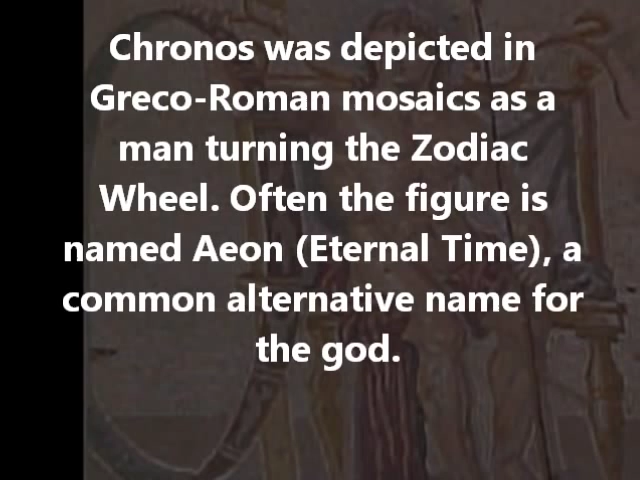 Chronos was depicted in
Greco-Roman mosaics as a
man turning the Zodiac
Wheel. Often the figure is
named Aeon (Eternal Time), a
common alternative name for
the god.